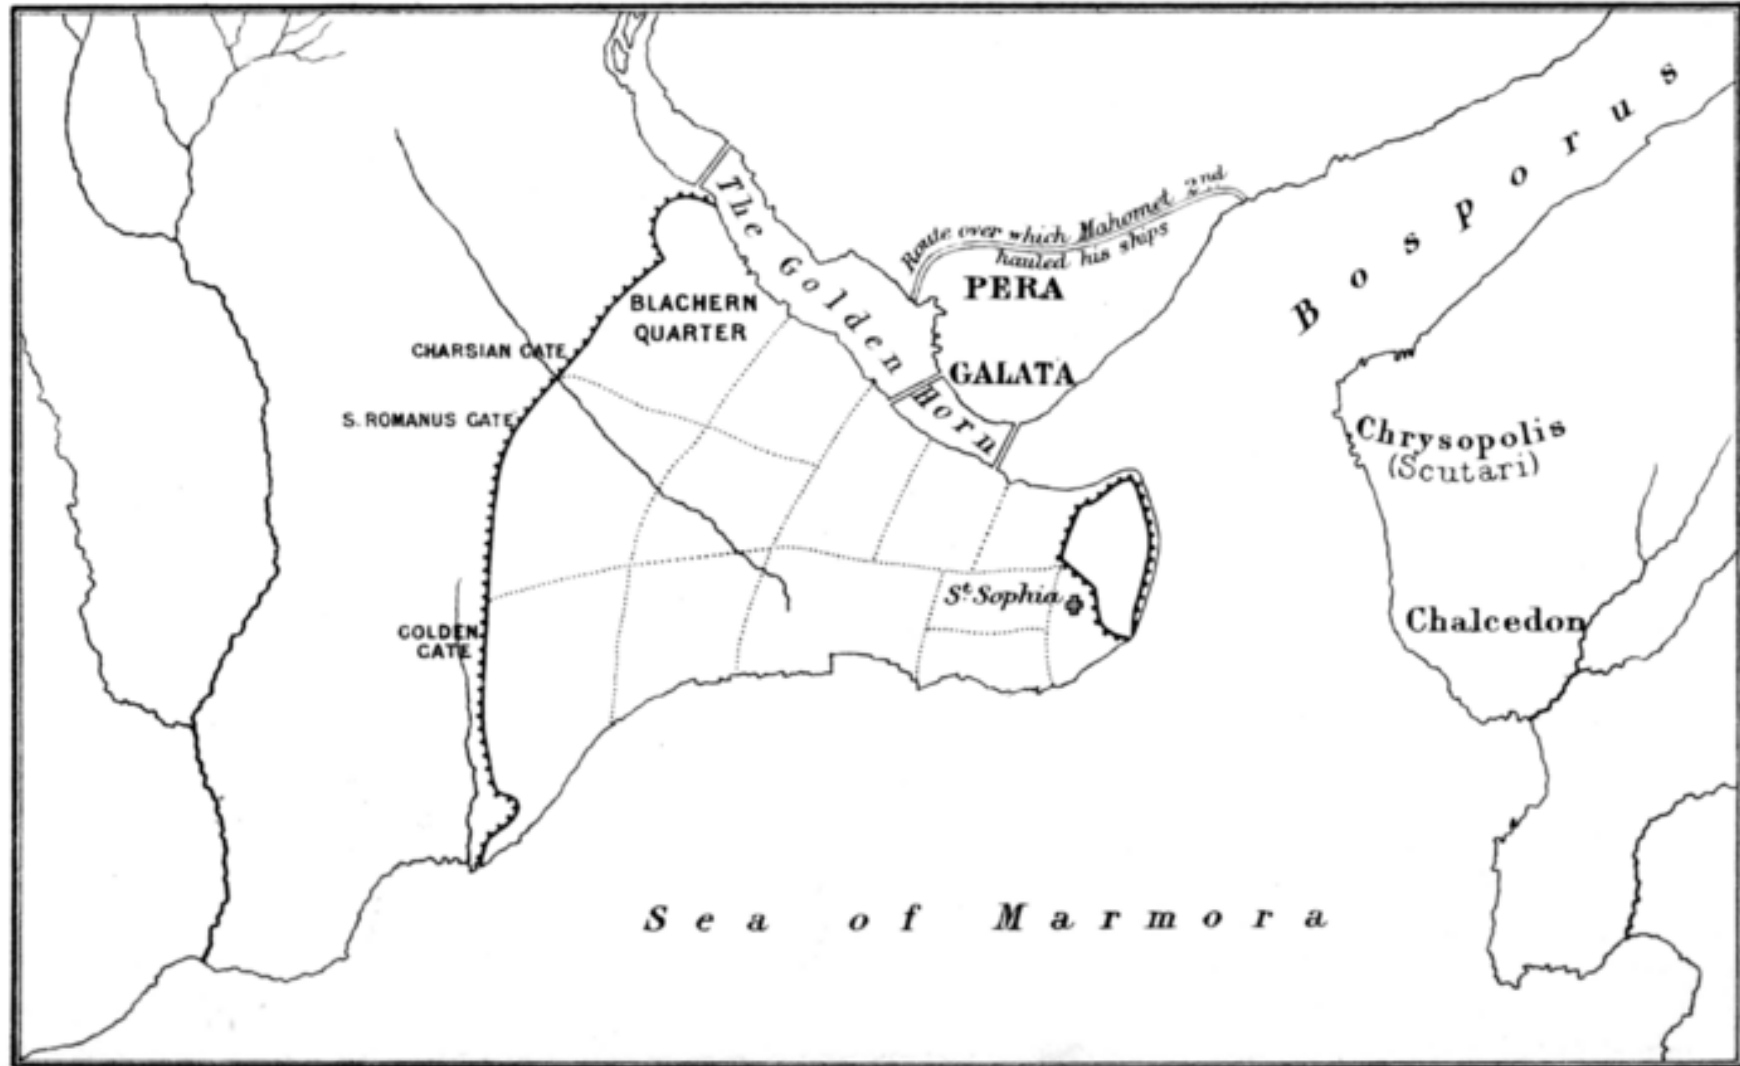 Bosporus
The Golden Horn
Route over which Mahomet 2nd
hauled his ships
PERA
BLACHERN
QUARTER
CHARSIAN GATE
GALATA
S. ROMANUS GATE
Chrysopolis
(Scutari)
St. Sophia
Chalcedon
GOLDEN
GATE
Sea of Marmora